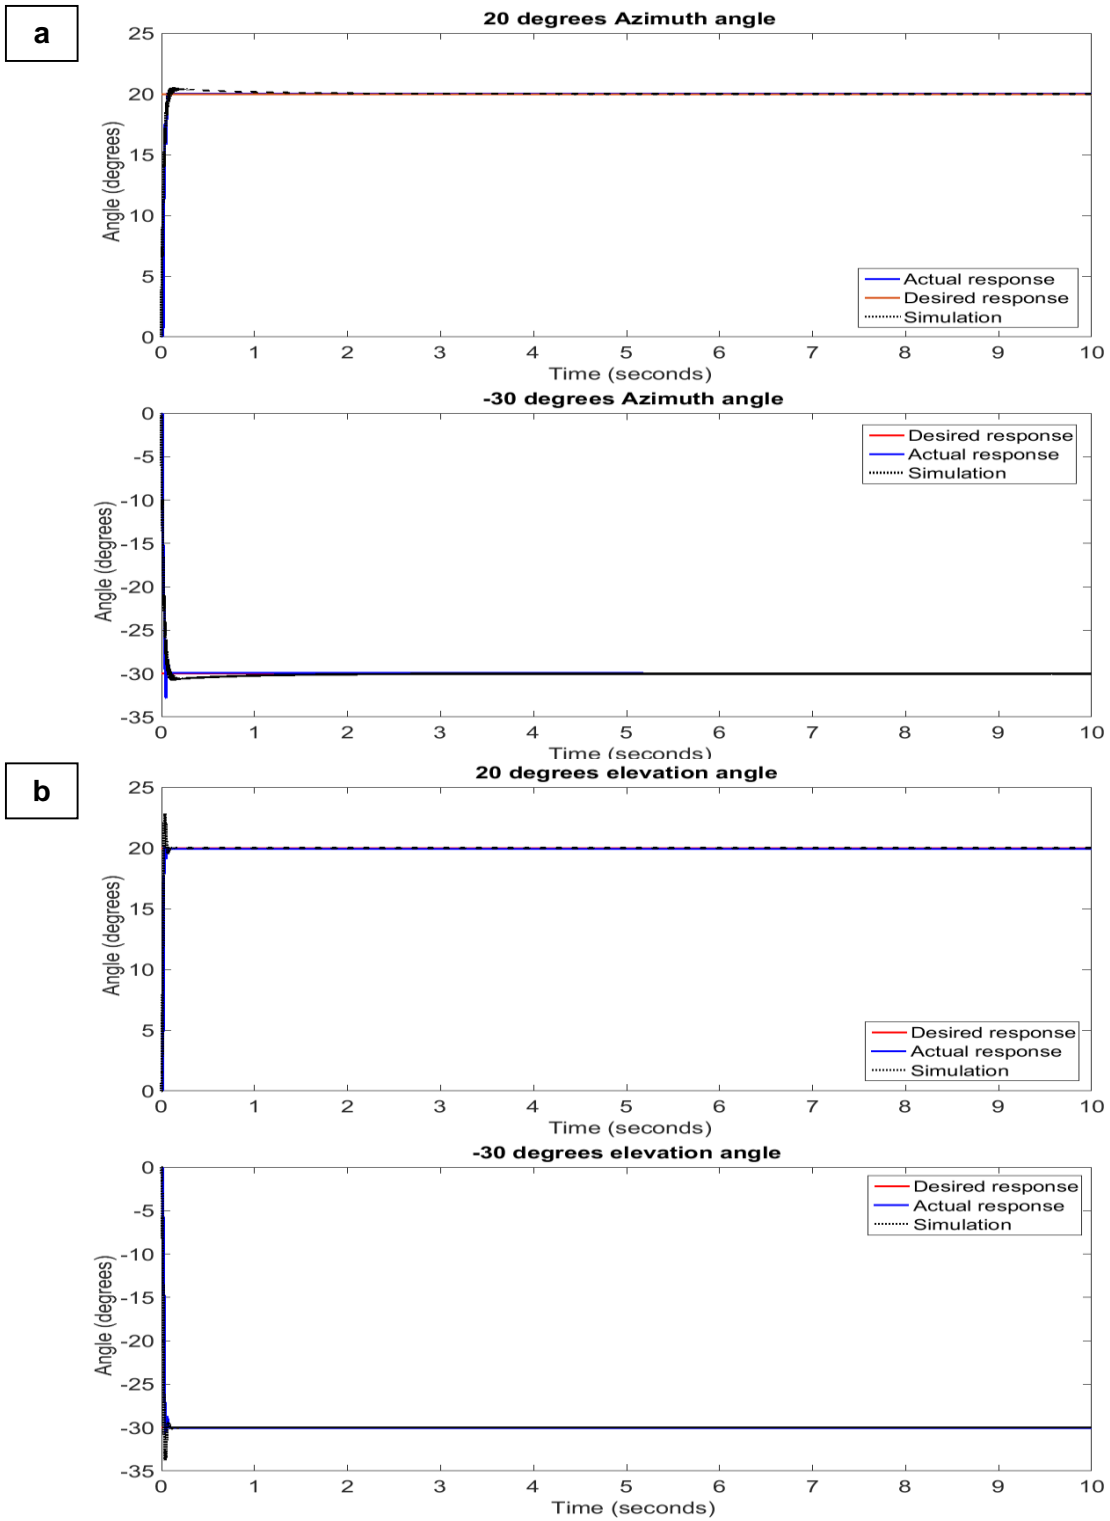 a
20 degrees Azimuth angle
25
20
15
10
5
0
Angle (degrees)
Actual response
Desired response
Simulation
0 1 2 3 4 5 6 7 8 9 10
Time (seconds)
-30 degrees Azimuth angle
0
-5
-10
-15
-20
-25
-30
-35
Angle (degrees)
Desired response
Actual response
Simulation
0 1 2 3 4 5 6 7 8 9 10
Time (seconds)
b
20 degrees elevation angle
25
20
15
10
5
0
Angle (degrees)
Desired response
Actual response
Simulation
0 1 2 3 4 5 6 7 8 9 10
Time (seconds)
-30 degrees elevation angle
0
-5
-10
-15
-20
-25
-30
-35
Angle (degrees)
Desired response
Actual response
Simulation
0 1 2 3 4 5 6 7 8 9 10
Time (seconds)